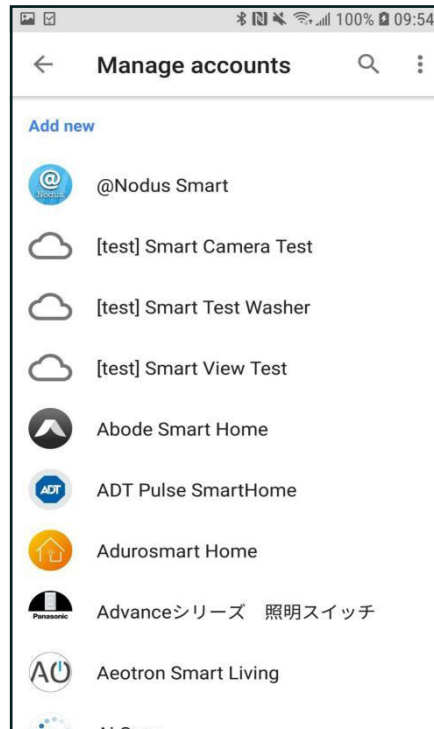 100% 09:54
Manage accounts
Add new
@Nodus Smart
[test] Smart Camera Test
[test] Smart Test Washer
[test] Smart View Test
Abode Smart Home
ADT
ADT Pulse SmartHome
Adurosmart Home
Panasonic
Advanceシリーズ　照明スイッチ
Aeotron Smart Living